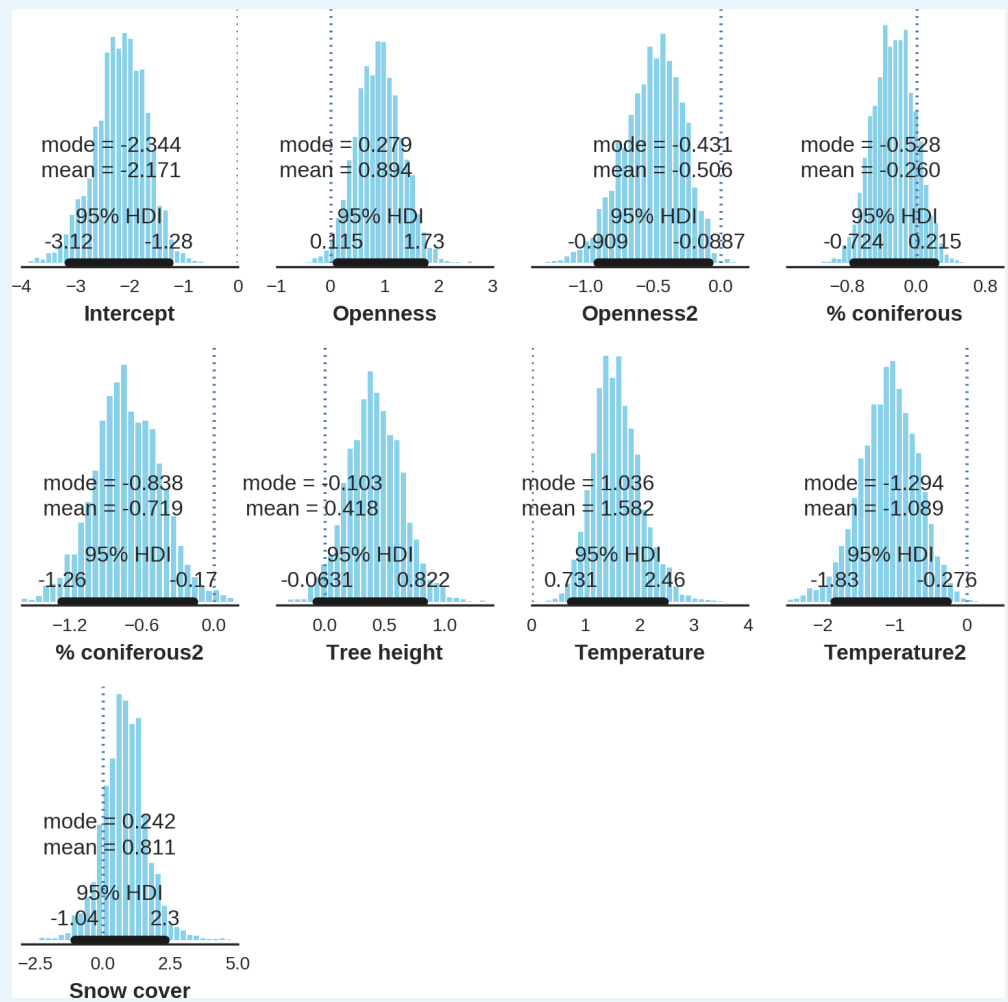 mode = -2.344
mean = -2.171
95% HDI
-3.12 -1.28
−4 −3 −2 −1 0
Intercept
mode = 0.279
mean = 0.894
95% HDI
0.115 1.73
−1 0 1 2 3
Openness
mode = -0.431
mean = -0.506
95% HDI
-0.909 -0.0887
−1.0 −0.5 0.0
Openness2
mode = -0.528
mean = -0.260
95% HDI
-0.724 0.215
−0.8 0.0 0.8
% coniferous
mode = -0.838
mean = -0.719
95% HDI
-1.26 -0.17
−1.2 −0.6 0.0
% coniferous2
mode = -0.103
mean = 0.418
95% HDI
-0.0631 0.822
0.0 0.5 1.0
Tree height
mode = 1.036
mean = 1.582
95% HDI
0.731 2.46
0 1 2 3 4
Temperature
mode = -1.294
mean = -1.089
95% HDI
-1.83 -0.276
−2 −1 0
Temperature2
mode = 0.242
mean = 0.811
95% HDI
-1.04 2.3
−2.5 0.0 2.5 5.0
Snow cover